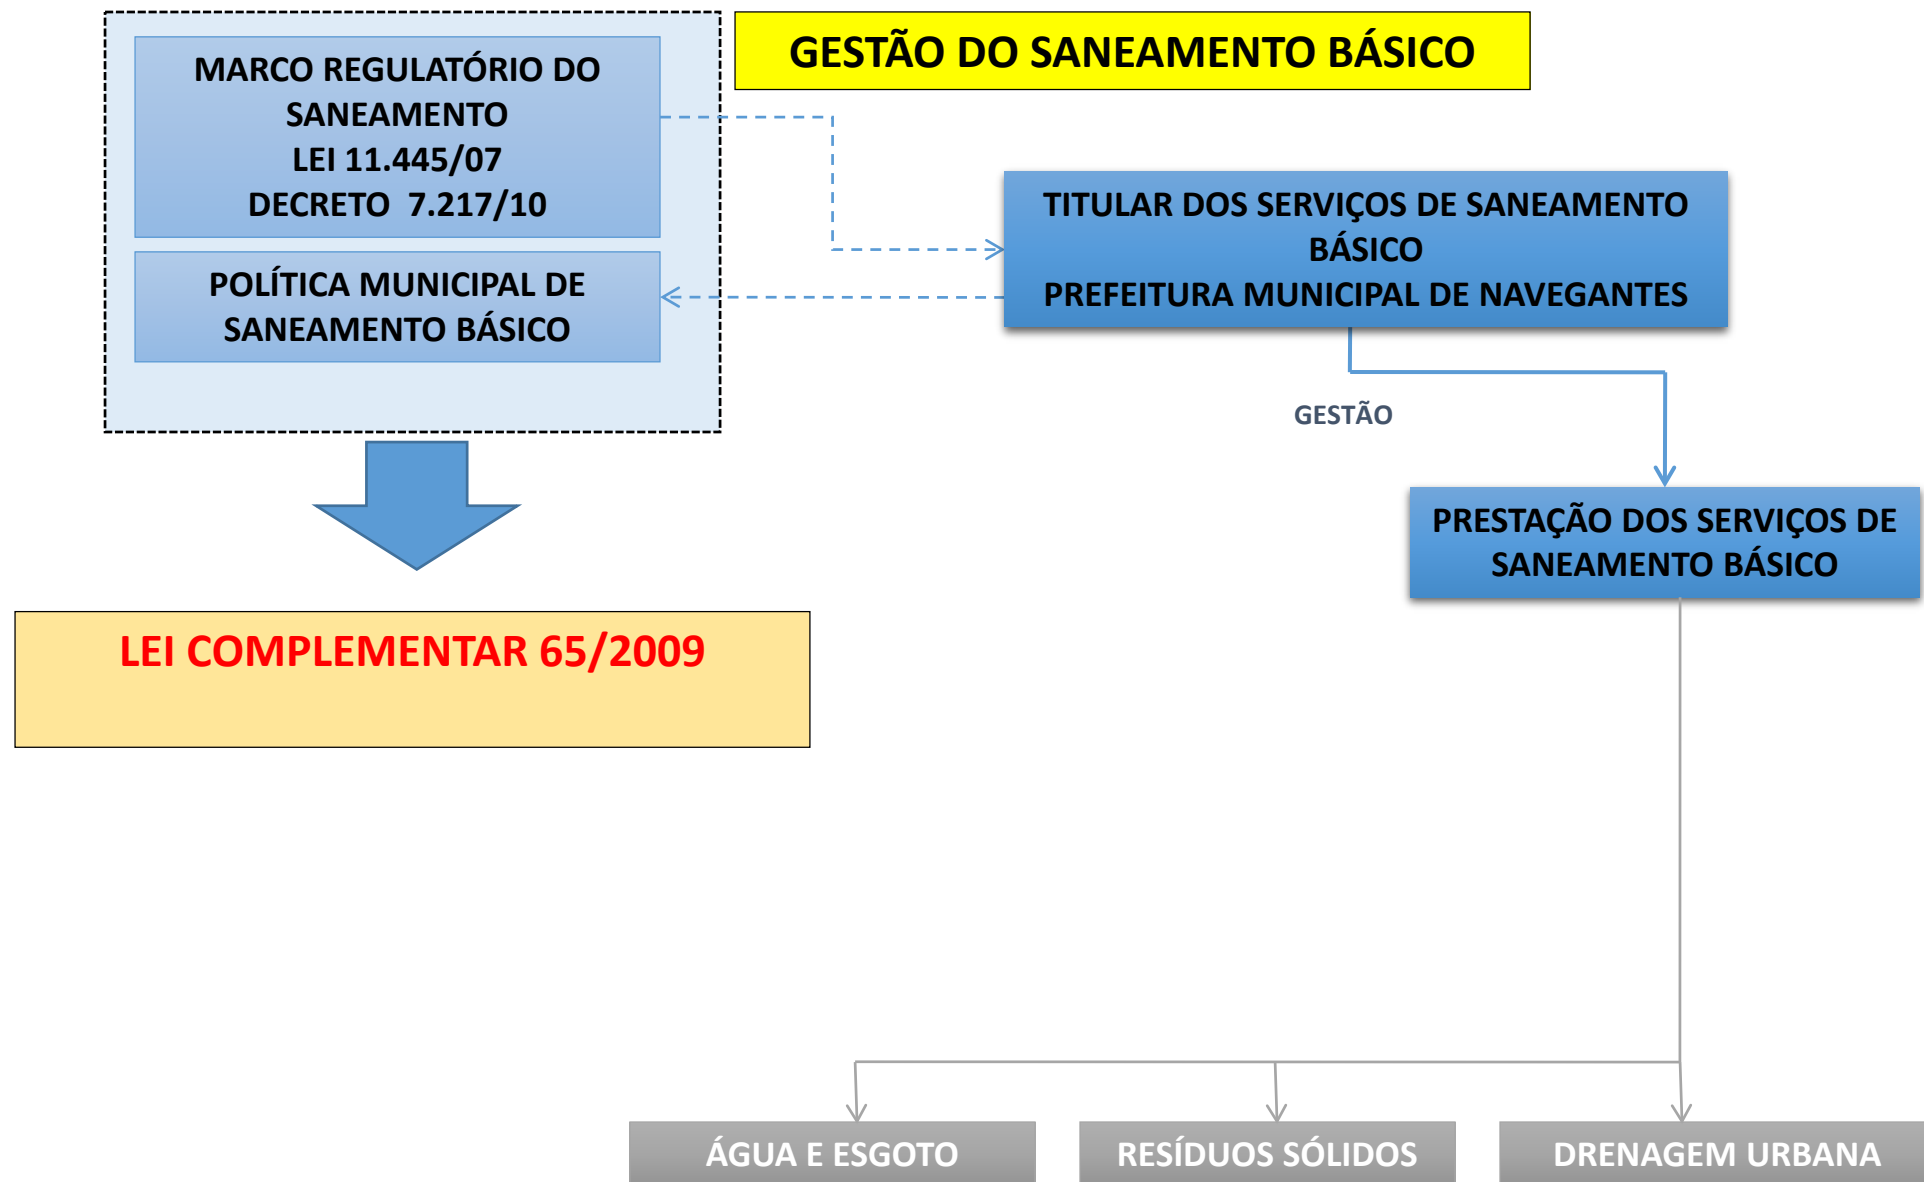 GESTÃO DO SANEAMENTO BÁSICO
MARCO REGULATÓRIO DO
SANEAMENTO
LEI 11.445/07
DECRETO 7.217/10
POLÍTICA MUNICIPAL DE
SANEAMENTO BÁSICO
TITULAR DOS SERVIÇOS DE SANEAMENTO
BÁSICO
PREFEITURA MUNICIPAL DE NAVEGANTES
GESTÃO
PRESTAÇÃO DOS SERVIÇOS DE
SANEAMENTO BÁSICO
LEI COMPLEMENTAR 65/2009
ÁGUA E ESGOTO
RESÍDUOS SÓLIDOS
DRENAGEM URBANA